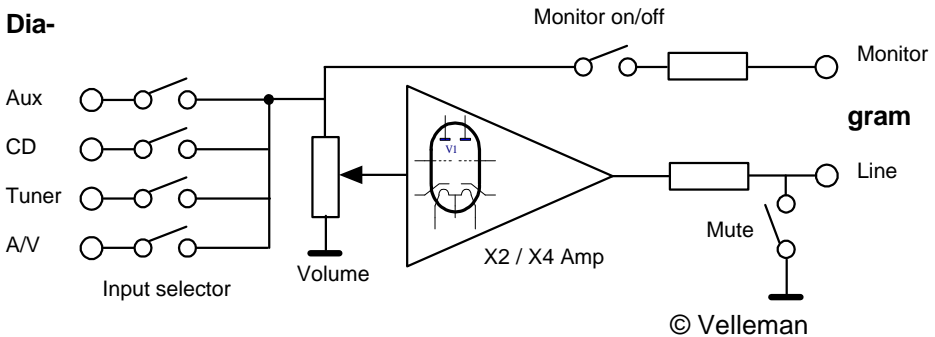 Dia-
Monitor on/off
Monitor
Aux
gram
CD
V1
Line
Tuner
Mute
A/V
X2 / X4 Amp
Volume
Input selector
© Velleman